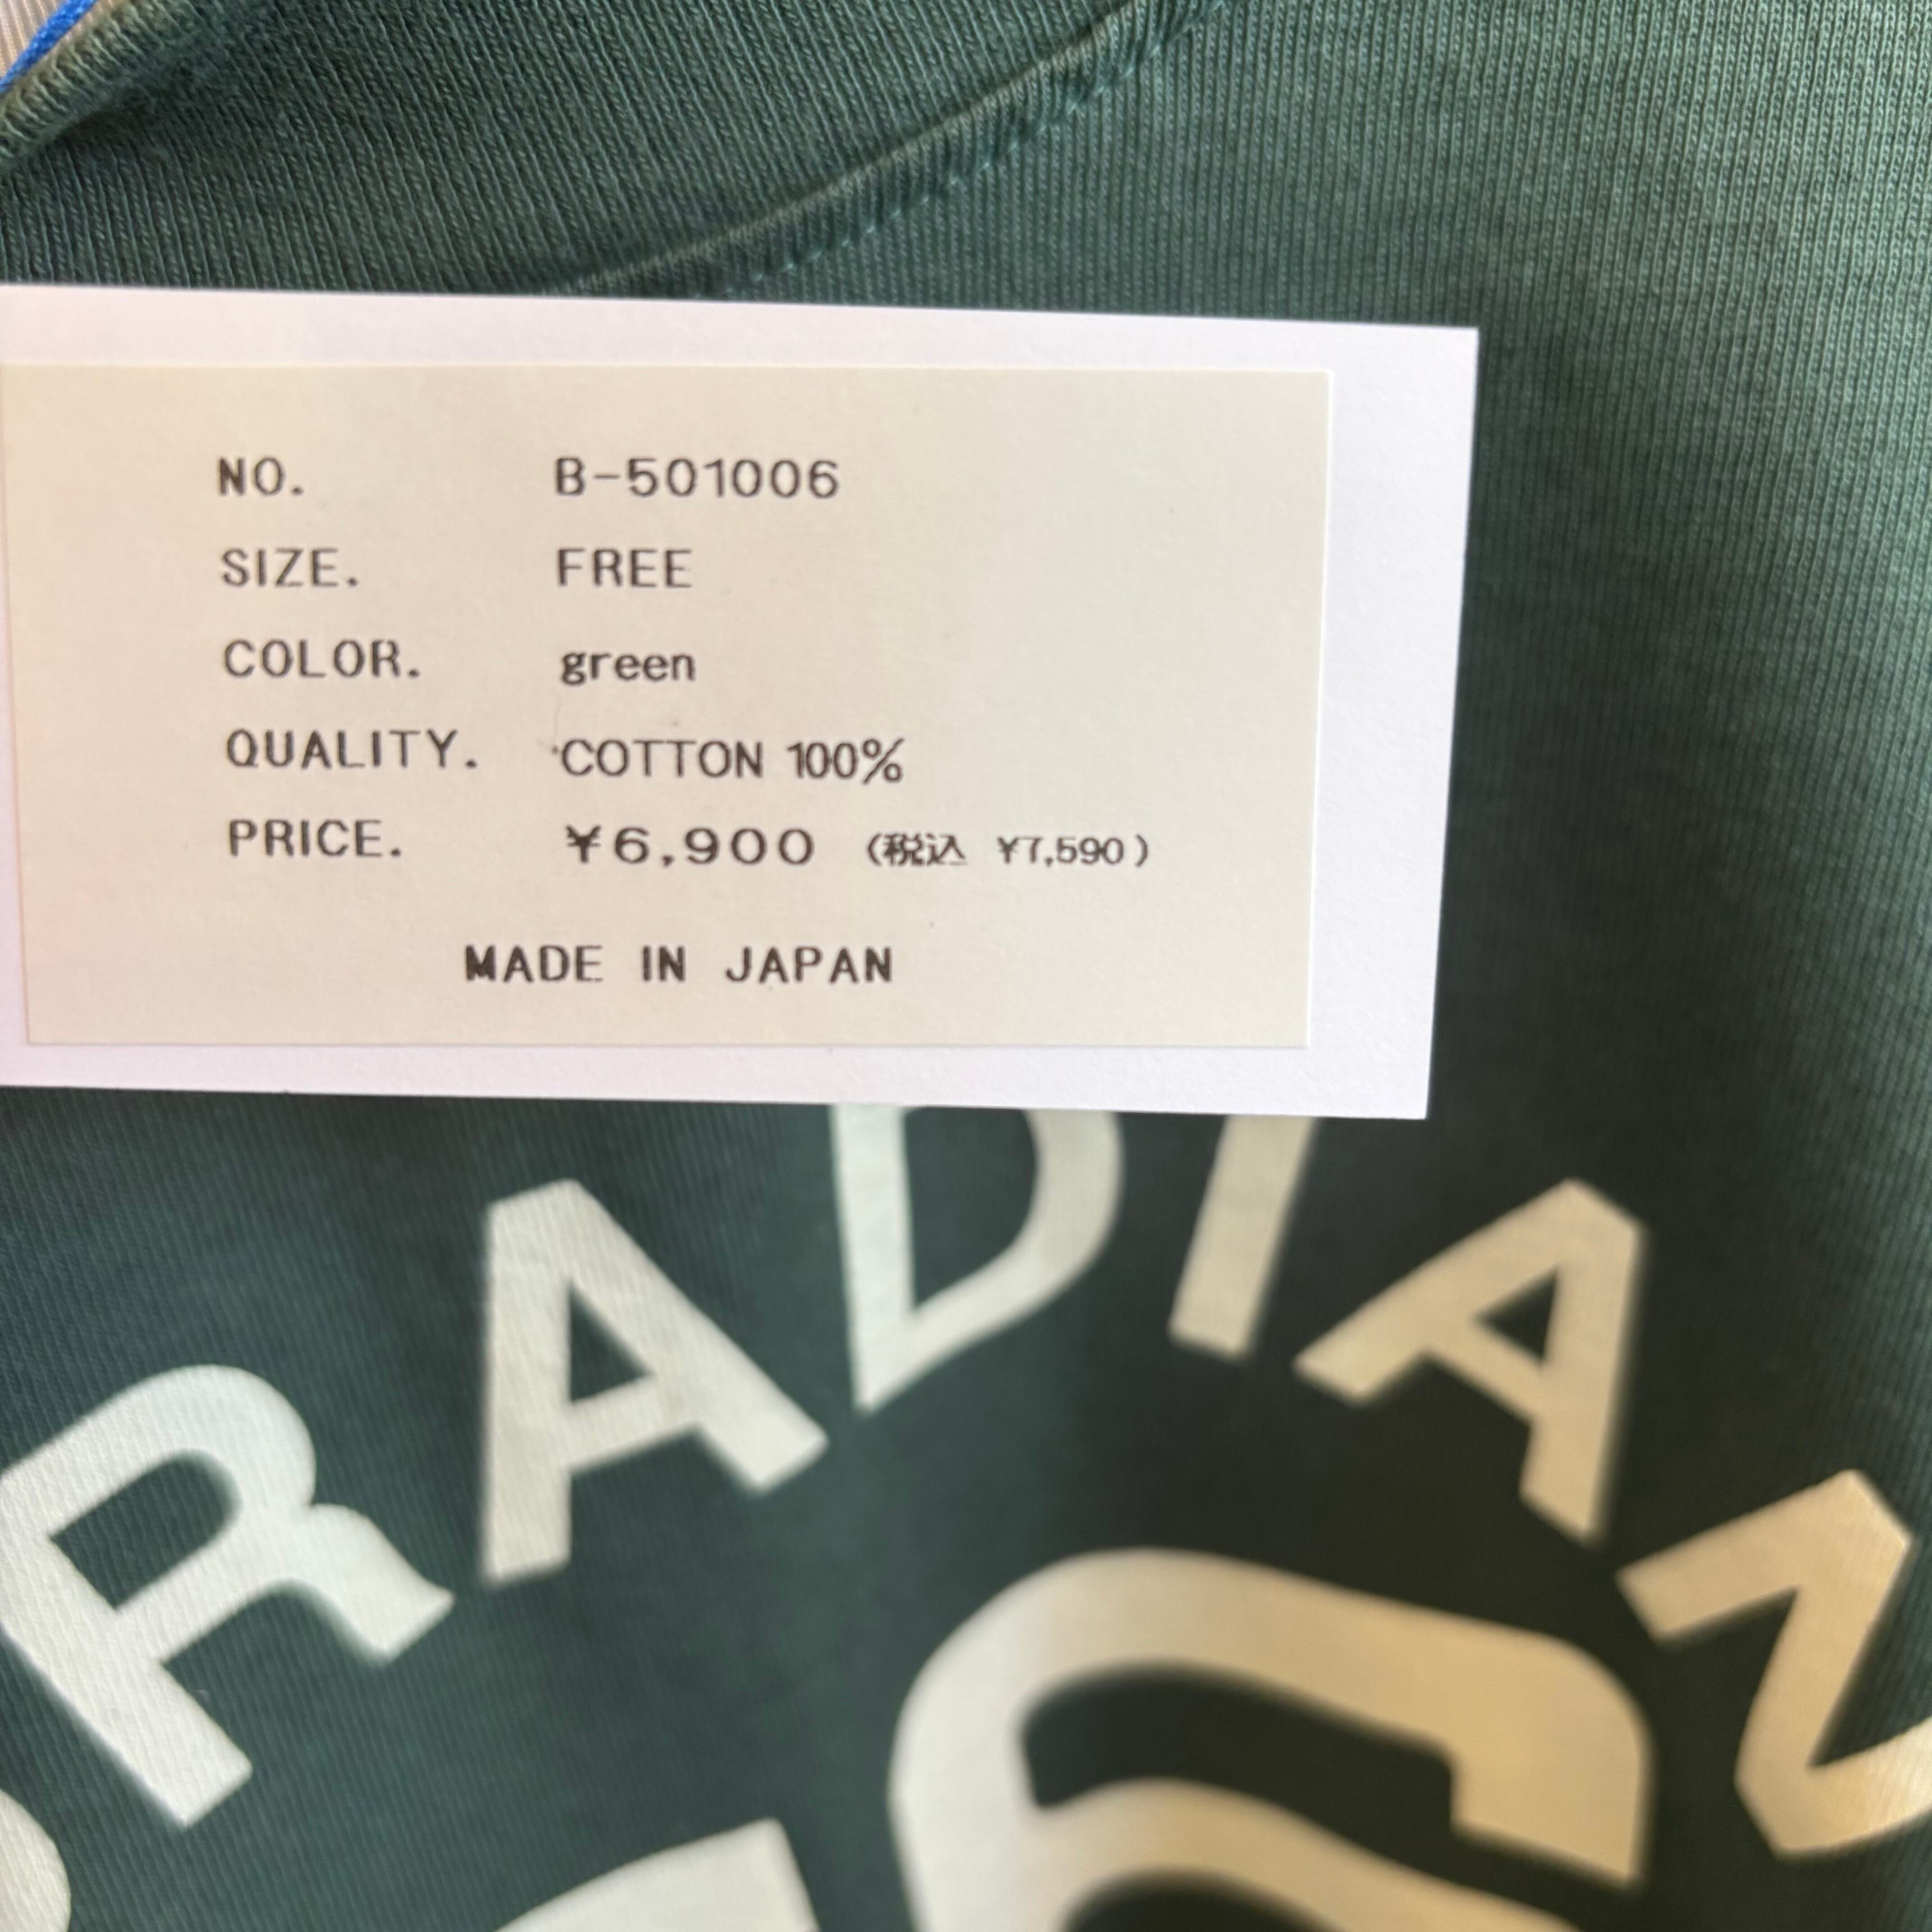 NO. B-501006
SIZE. FREE
COLOR. green
QUALITY. COTTON 100%
PRICE. ¥6,900 (税込 ¥7,590)
MADE IN JAPAN
RADIAN